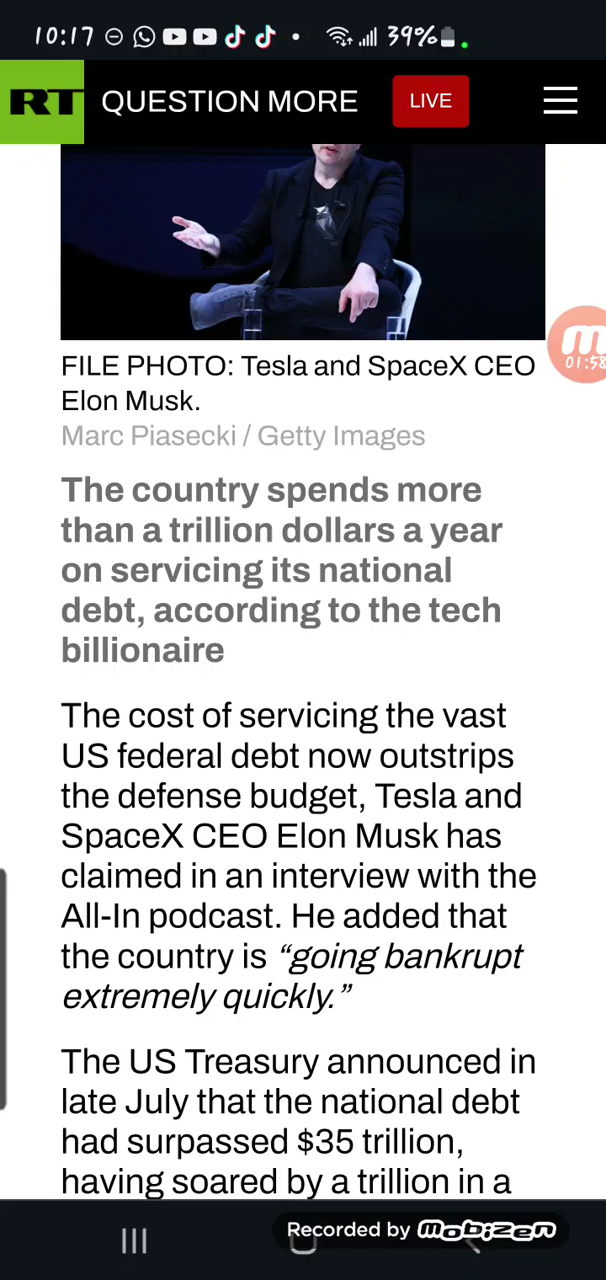 10:17 39%
RT QUESTION MORE LIVE
FILE PHOTO: Tesla and SpaceX CEO
Elon Musk.
Marc Piasecki / Getty Images
01:58
The country spends more
than a trillion dollars a year
on servicing its national
debt, according to the tech
billionaire
The cost of servicing the vast
US federal debt now outstrips
the defense budget, Tesla and
SpaceX CEO Elon Musk has
claimed in an interview with the
All-In podcast. He added that
the country is “going bankrupt
extremely quickly.”
The US Treasury announced in
late July that the national debt
had surpassed $35 trillion,
having soared by a trillion in a
Recorded by mobizen